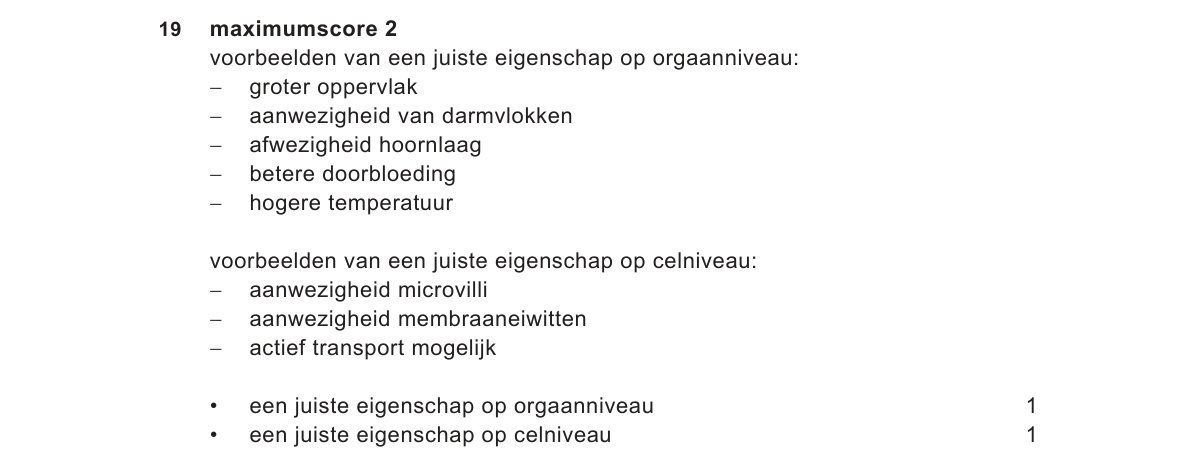 19 maximumscore 2
voorbeelden van een juiste eigenschap op orgaanniveau:
– groter oppervlak
– aanwezigheid van darmvlokken
– afwezigheid hoornlaag
– betere doorbloeding
– hogere temperatuur
voorbeelden van een juiste eigenschap op celniveau:
– aanwezigheid microvilli
– aanwezigheid membraaneiwitten
– actief transport mogelijk
• een juiste eigenschap op orgaanniveau 1
• een juiste eigenschap op celniveau 1